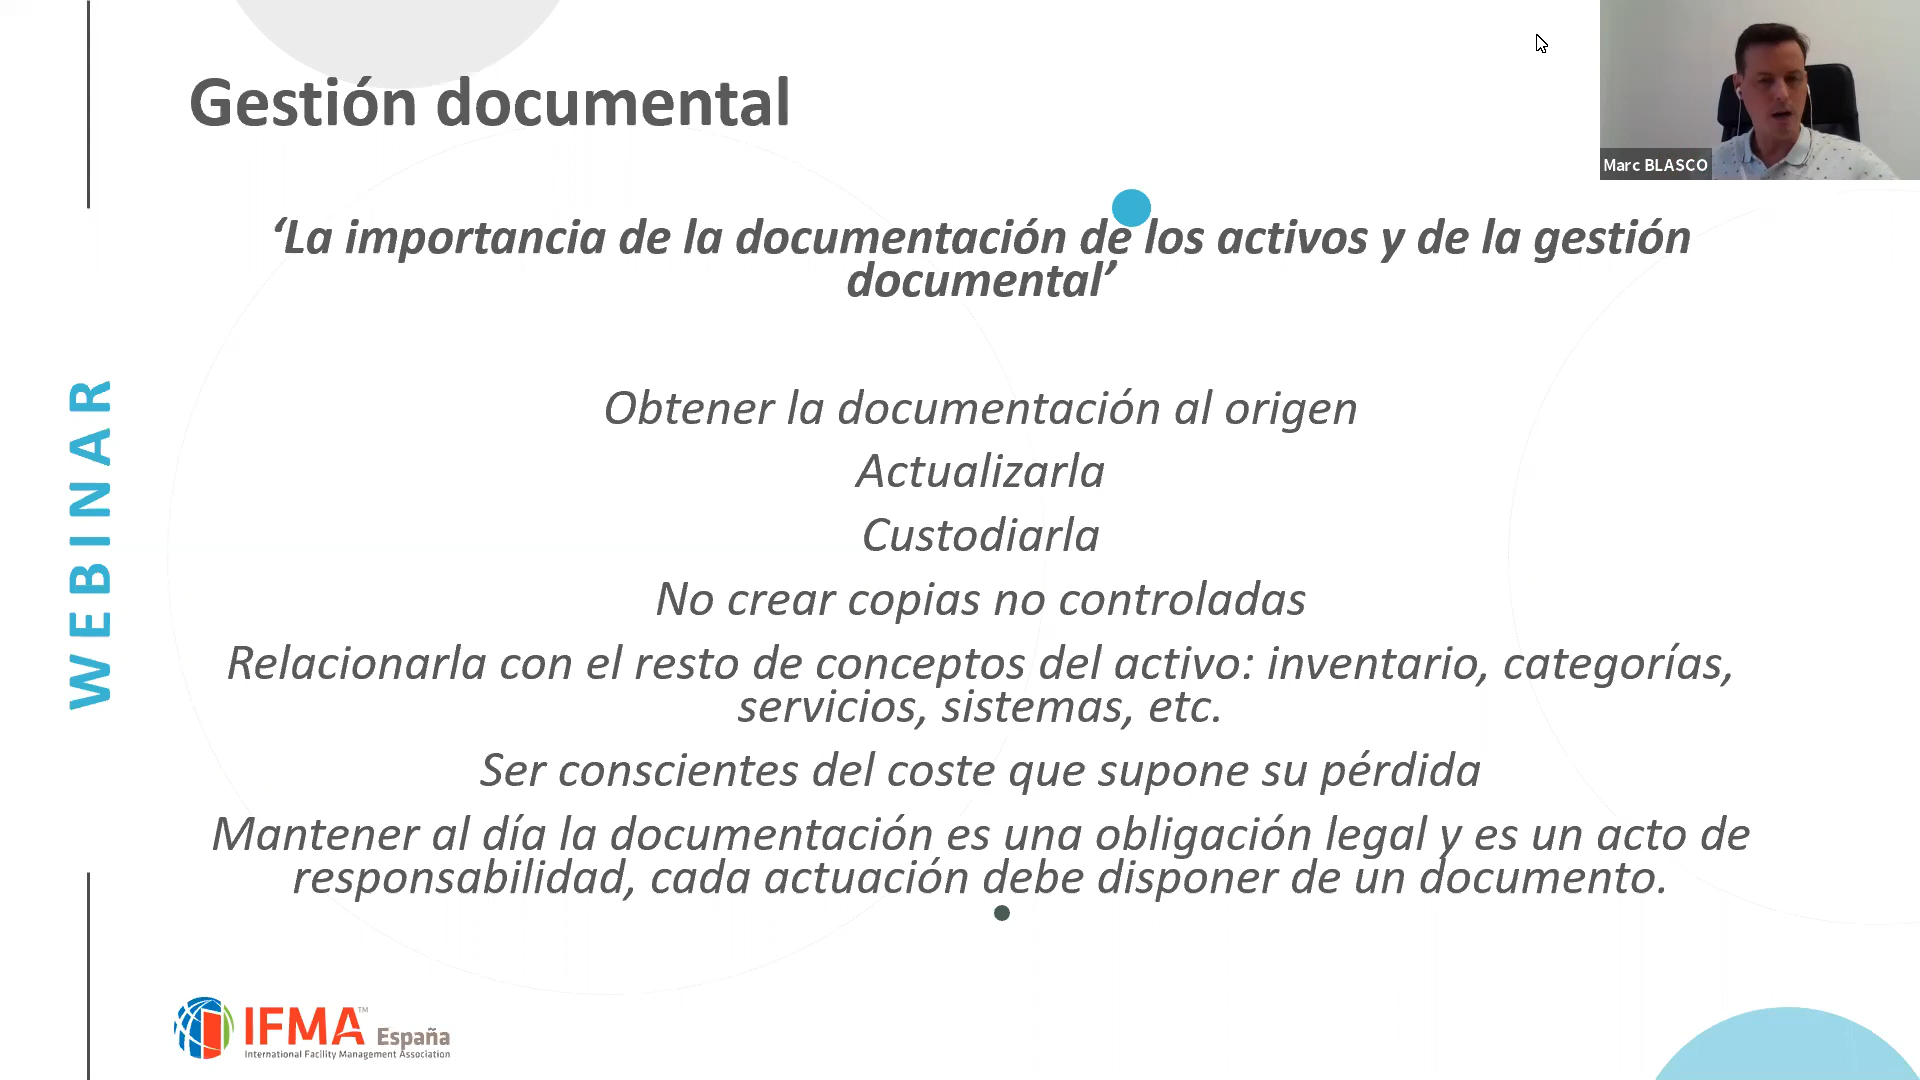 Gestión documental
Marc BLASCO
‘La importancia de la documentación de los activos y de la gestión
documental’
Obtener la documentación al origen
Actualizarla
Custodiarla
No crear copias no controladas
Relacionarla con el resto de conceptos del activo: inventario, categorías,
servicios, sistemas, etc.
Ser conscientes del coste que supone su pérdida
Mantener al día la documentación es una obligación legal y es un acto de
responsabilidad, cada actuación debe disponer de un documento.
WEBINAR
IFMA™ España
International Facility Management Association